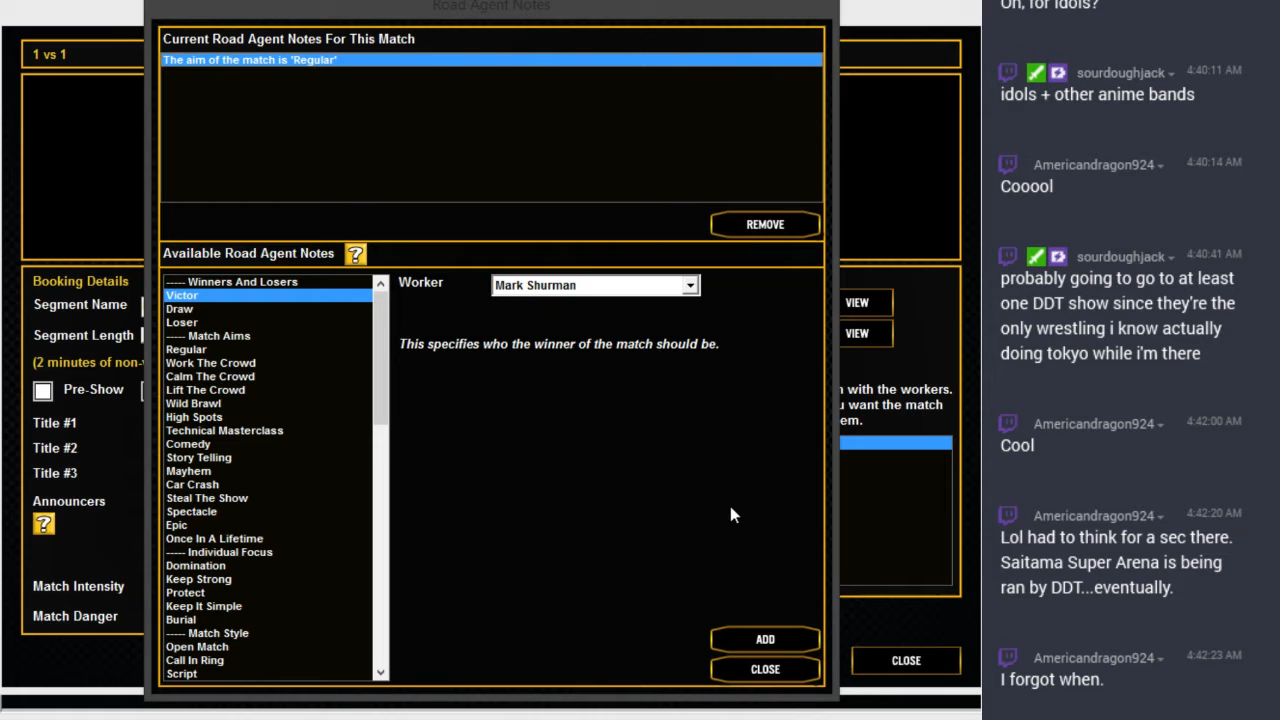 Road Agent Notes
Current Road Agent Notes For This Match
The aim of the match is 'Regular'
REMOVE
Available Road Agent Notes ?
----- Winners And Losers
Victor
Draw
Loser
----- Match Aims
Regular
Work The Crowd
Calm The Crowd
Lift The Crowd
Wild Brawl
High Spots
Technical Masterclass
Comedy
Story Telling
Mayhem
Car Crash
Steal The Show
Spectacle
Epic
Once In A Lifetime
----- Individual Focus
Domination
Keep Strong
Protect
Keep It Simple
Burial
----- Match Style
Open Match
Call In Ring
Script
Worker
Mark Shurman
This specifies who the winner of the match should be.
ADD
CLOSE
1 vs 1
Booking Details
Segment Name
Segment Length
(2 minutes of non-
Pre-Show
Title #1
Title #2
Title #3
Announcers
?
Match Intensity
Match Danger
VIEW
VIEW
with the workers.
want the match
em.
CLOSE
Oh, for idols?
sourdoughjack 4:40:11 AM
idols + other anime bands
Americandragon924 4:40:14 AM
Cooool
sourdoughjack 4:40:41 AM
probably going to go to at least
one DDT show since they're the
only wrestling i know actually
doing tokyo while i'm there
Americandragon924 4:42:00 AM
Cool
Americandragon924 4:42:20 AM
Lol had to think for a sec there.
Saitama Super Arena is being
ran by DDT...eventually.
Americandragon924 4:42:23 AM
I forgot when.